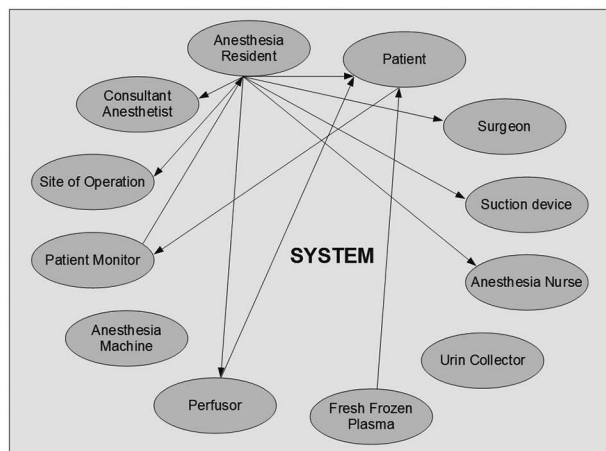 Anesthesia
Resident
Patient
Consultant
Anesthetist
Surgeon
Site of Operation
Suction device
Patient Monitor
SYSTEM
Anesthesia Nurse
Anesthesia
Machine
Urin Collector
Perfusor
Fresh Frozen
Plasma